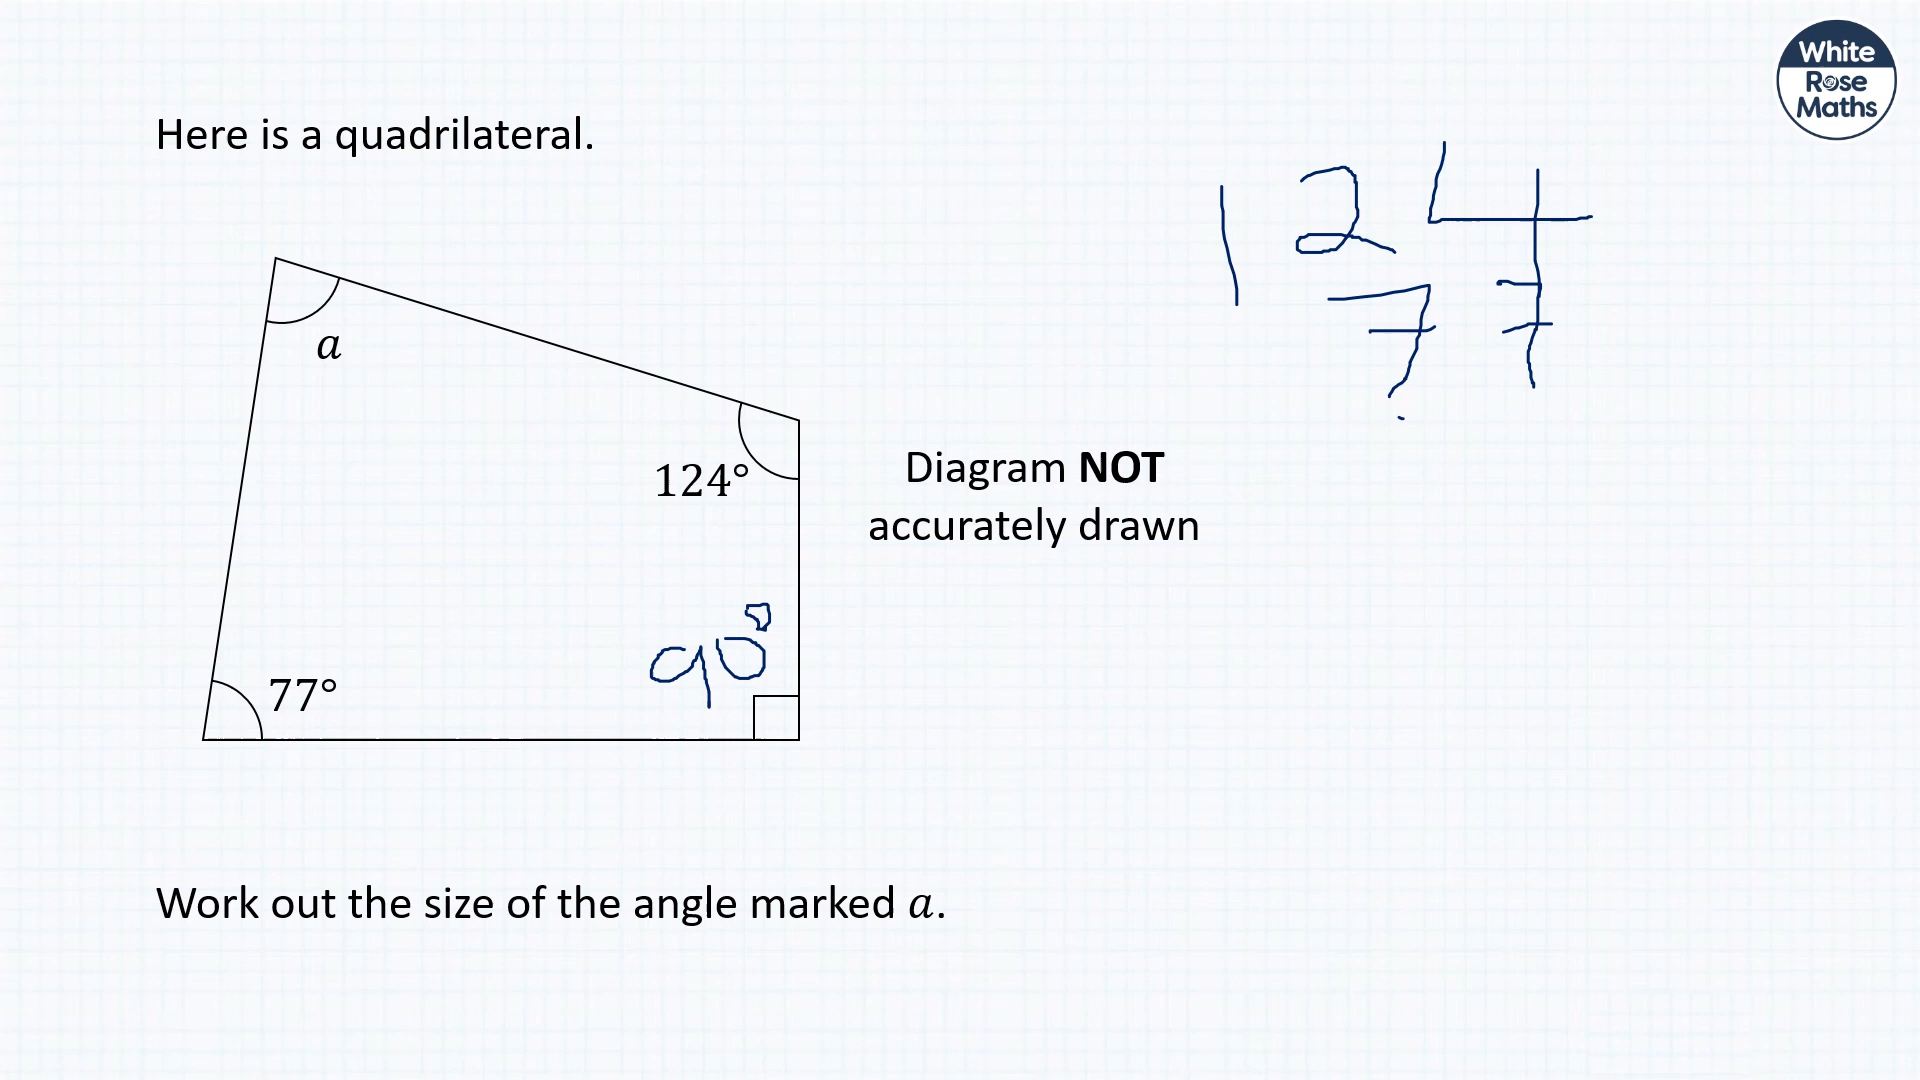 White
Rose
Maths
Here is a quadrilateral.
124
77
a
124°
Diagram NOT
accurately drawn
90°
77°
Work out the size of the angle marked a.